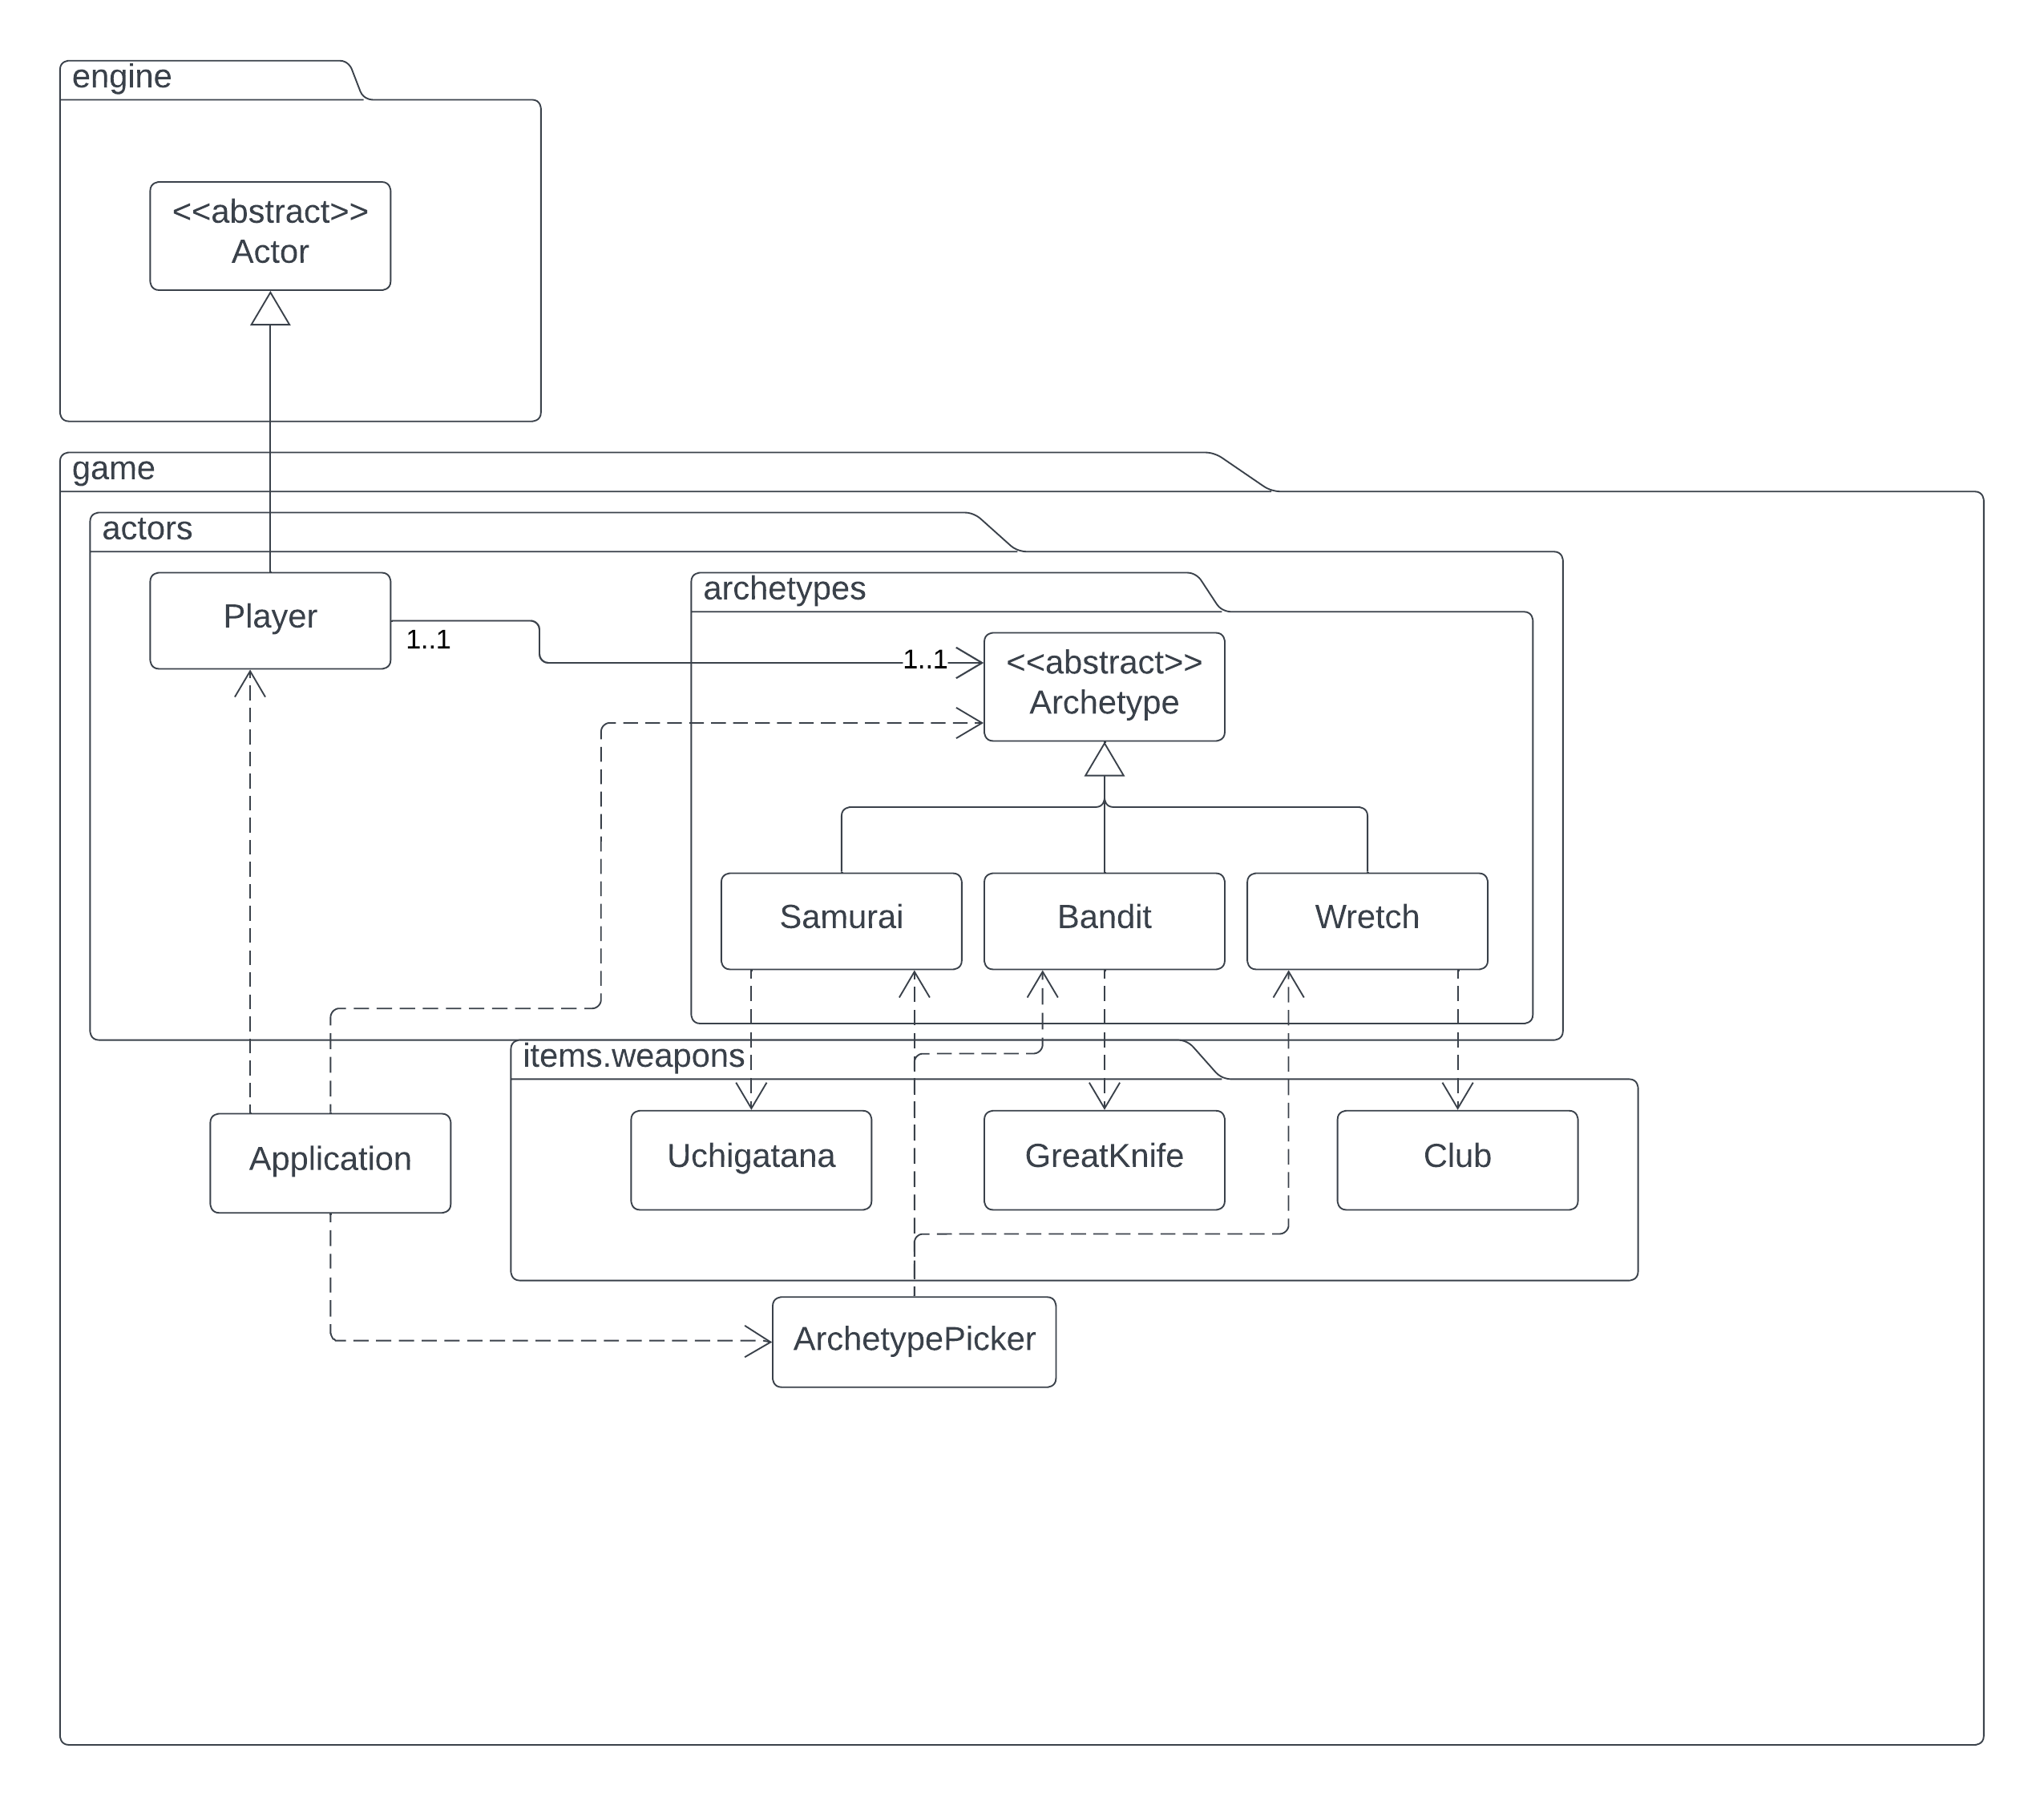 engine
<<abstract>>
Actor
game
actors
Player
archetypes
1..1
1..1
<<abstract>>
Archetype
Samurai
Bandit
Wretch
items.weapons
Application
Uchigatana
GreatKnife
Club
ArchetypePicker